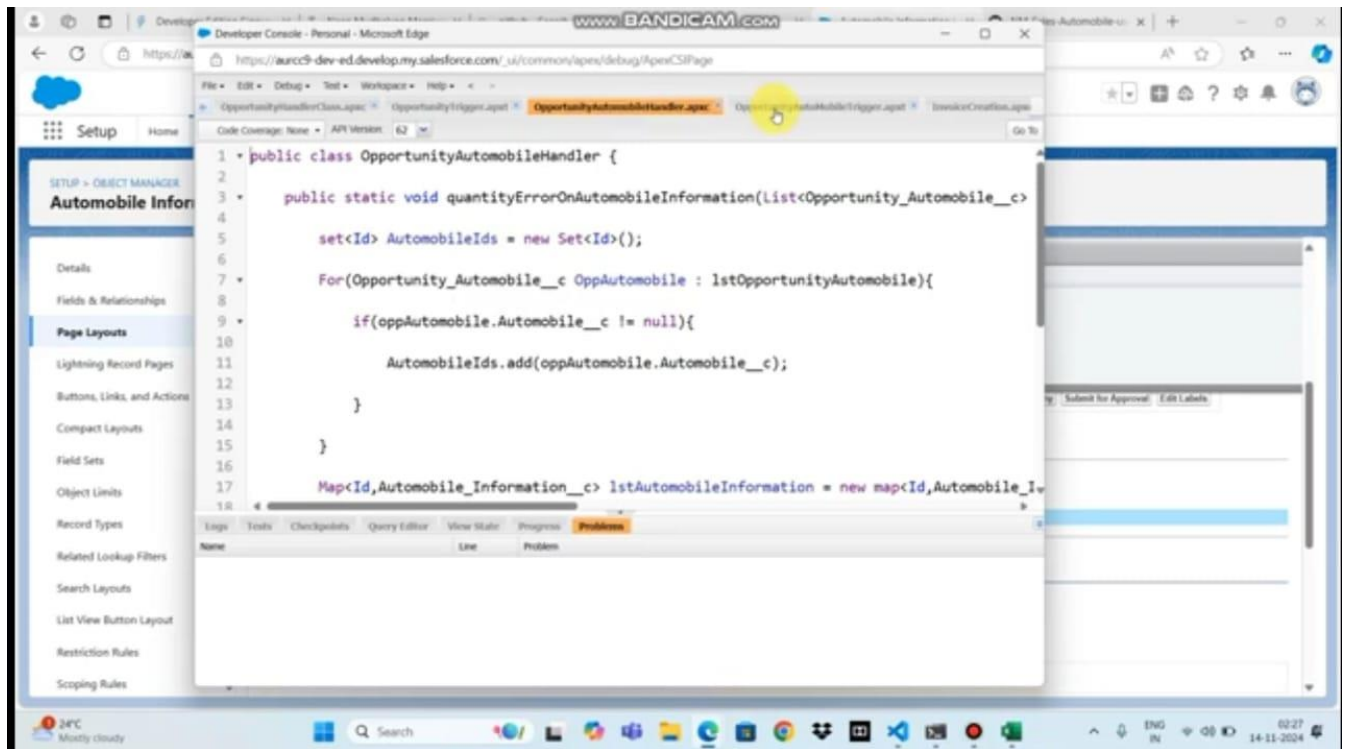 www.BANDICAM.com
Developer Console - Personal - Microsoft Edge
https://aurcc9-dev-ed.develop.my.salesforce.com/_ui/common/apex/debug/ApexCSIPage
https://au
File Edit Debug Test Workspace Help < >
OpportunityHandlerClass.apxc OpportunityTrigger.apxt OpportunityAutomobileHandler.apxc OpportunityAutoMobileTrigger.apxt InvoiceCreation.apxc
Code Coverage: None API Version: 62 Go To
Setup Home
SETUP > OBJECT MANAGER
Automobile Infor
Details
Fields & Relationships
Page Layouts
Lightning Record Pages
Buttons, Links, and Actions
Compact Layouts
Field Sets
Object Limits
Record Types
Related Lookup Filters
Search Layouts
List View Button Layout
Restriction Rules
Scoping Rules
1 public class OpportunityAutomobileHandler {
2
3 public static void quantityErrorOnAutomobileInformation(List<Opportunity_Automobile__c>
4
5 set<Id> AutomobileIds = new Set<Id>();
6
7 For(Opportunity_Automobile__c OppAutomobile : lstOpportunityAutomobile){
8
9 if(oppAutomobile.Automobile__c != null){
10
11 AutomobileIds.add(oppAutomobile.Automobile__c);
12
13 }
14
15 }
16
17 Map<Id,Automobile_Information__c> lstAutomobileInformation = new map<Id,Automobile_I
18
Logs Tests Checkpoints Query Editor View State Progress Problems
Name Line Problem
Submit for Approval Edit Labels
24°C
Mostly cloudy
Search
ENG
IN
02:27
14-11-2024